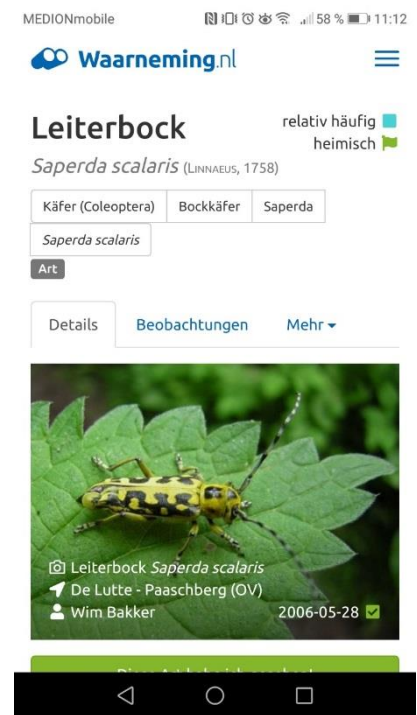 MEDIONmobile 58 % 11:12
Waarneming.nl
Leiterbock
relativ häufig
heimisch
Saperda scalaris (LINNAEUS, 1758)
Käfer (Coleoptera) Bockkäfer Saperda
Saperda scalaris
Art
Details Beobachtungen Mehr
Leiterbock Saperda scalaris
De Lutte - Paaschberg (OV)
Wim Bakker 2006-05-28